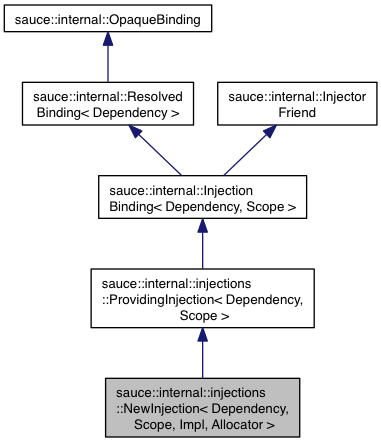 sauce::internal::OpaqueBinding
sauce::internal::Resolved
Binding< Dependency >
sauce::internal::Injector
Friend
sauce::internal::Injection
Binding< Dependency, Scope >
sauce::internal::injections
::ProvidingInjection< Dependency,
Scope >
sauce::internal::injections
::NewInjection< Dependency,
Scope, Impl, Allocator >